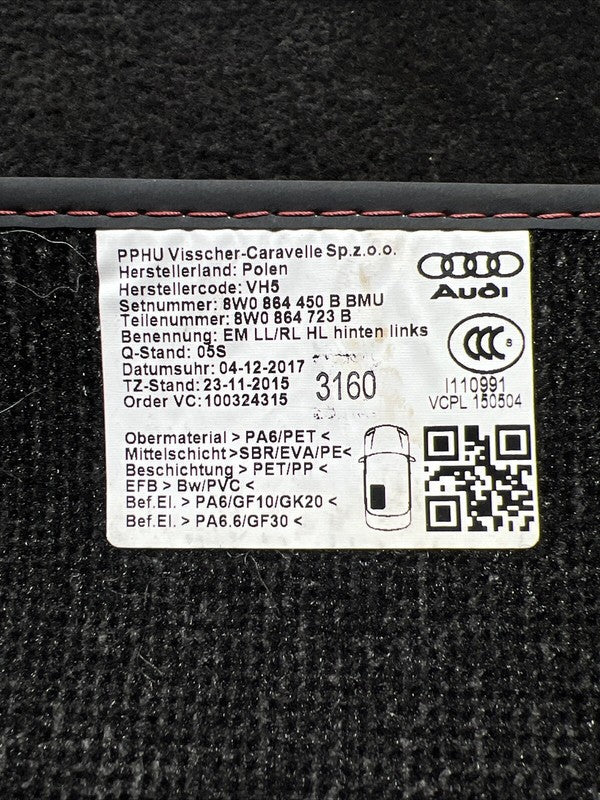 PPHU Visscher-Caravelle Sp.z.o.o.
Herstellerland: Polen
Herstellercode: VH5
Setnummer: 8W0 864 450 B BMU
Teilenummer: 8W0 864 723 B
Benennung: EM LL/RL HL hinten links
Q-Stand: 05S
Datumsuhr: 04-12-2017
TZ-Stand: 23-11-2015
Order VC:100324315
3160
Audi
CCC S
I110991
VCPL 150504
Obermaterial > PA6/PET <
Mittelschicht>SBR/EVA/PE<
Beschichtung > PET/PP <
EFB > Bw/PVC <
Bef.El. > PA6/GF10/GK20 <
Bef.El. > PA6.6/GF30 <